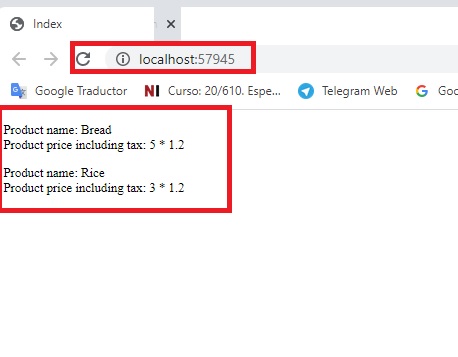 Index
localhost:57945
Google Traductor
Curso: 20/610. Espe...
Telegram Web
Goo
Product name: Bread
Product price including tax: 5 * 1.2
Product name: Rice
Product price including tax: 3 * 1.2